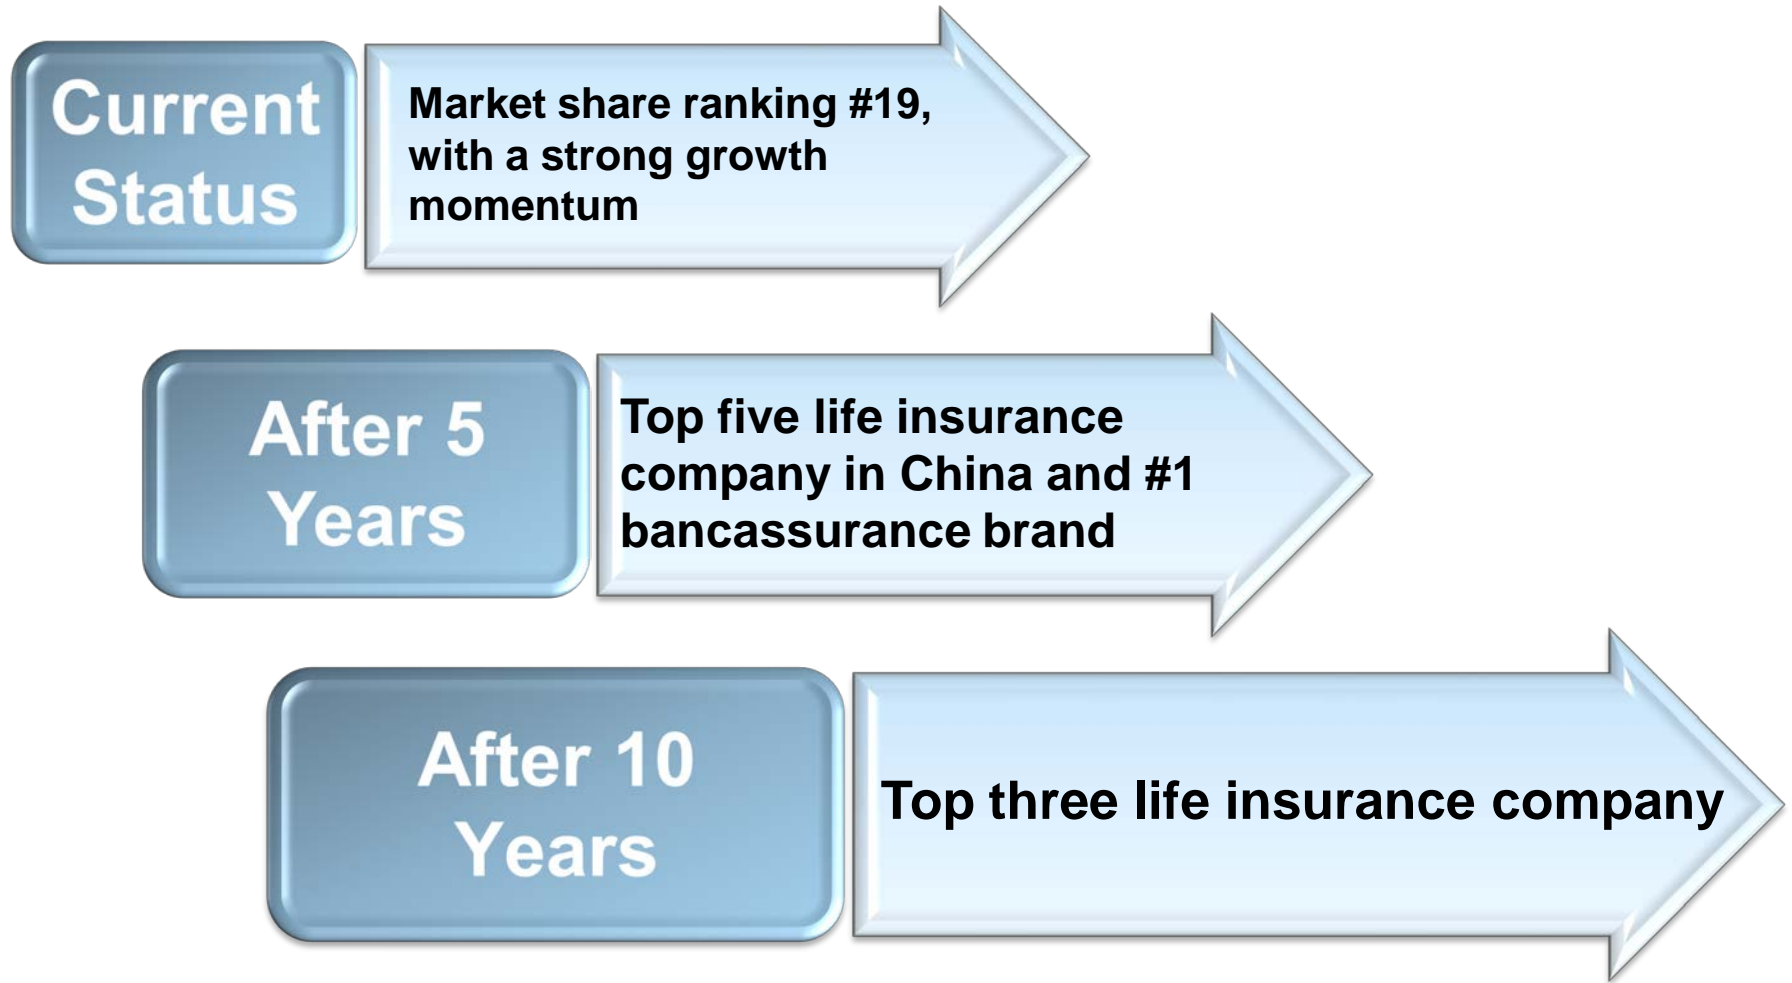 Current
Status
Market share ranking #19,
with a strong growth
momentum
After 5
Years
Top five life insurance
company in China and #1
bancassurance brand
After 10
Years
Top three life insurance company